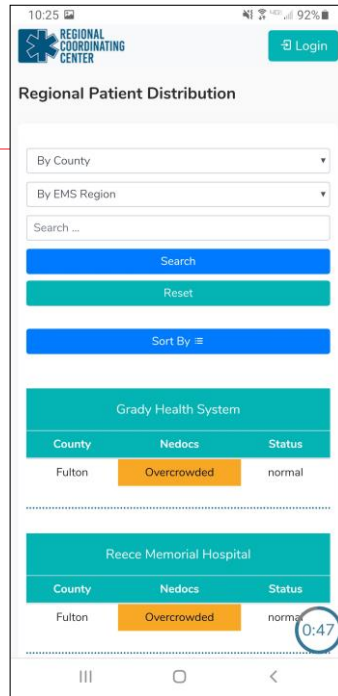 10:25 92%
REGIONAL
COORDINATING
CENTER
Login
Regional Patient Distribution
By County
By EMS Region
Search ...
Search
Reset
Sort By
Grady Health System
County Nedocs Status
Fulton Overcrowded normal
Reece Memorial Hospital
County Nedocs Status
Fulton Overcrowded norma
0:47